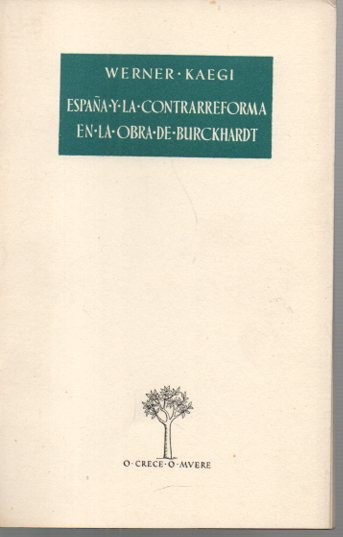 WERNER·KAEGI
ESPAÑA·Y·LA·CONTRARREFORMA
EN·LA·OBRA·DE·BURCKHARDT
O·CRECE·O·MVERE